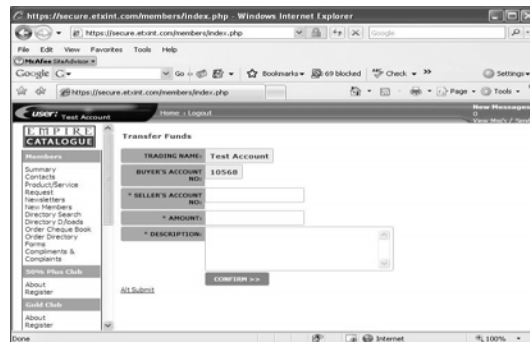 https://secure.etxint.com/members/index.php - Windows Internet Explorer
https://secure.etxint.com/members/index.php
Google
File Edit View Favorites Tools Help
McAfee SiteAdvisor
Google Go Bookmarks 69 blocked Check Settings
https://secure.etxint.com/members/index.php Page Tools
user: Test Account Home : Logout New Messages
0
View Msg's / Send
EMPIRE
CATALOGUE
Members
Summary
Contacts
Product/Service
Request
Newsletters
New Members
Directory Search
Directory D/loads
Order Cheque Book
Order Directory
Forms
Compliments &
Complaints
50% Plus Club
About
Register
Gold Club
About
Register
Transfer Funds
TRADING NAME: Test Account
BUYER'S ACCOUNT NO: 10568
* SELLER'S ACCOUNT NO:
* AMOUNT:
* DESCRIPTION:
CONFIRM >>
Alt Submit
Done Internet 100%